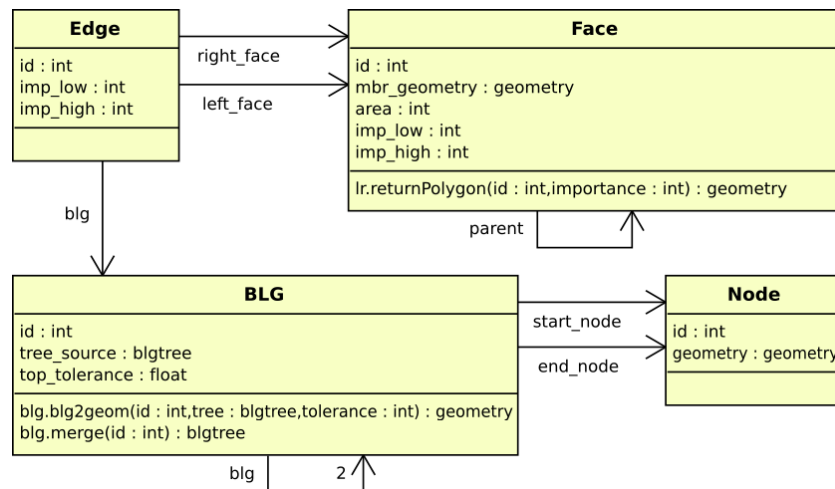 Edge
id : int
imp_low : int
imp_high : int
right_face
left_face
Face
id : int
mbr_geometry : geometry
area : int
imp_low : int
imp_high : int
lr.returnPolygon(id : int,importance : int) : geometry
parent
blg
BLG
id : int
tree_source : blgtree
top_tolerance : float
blg.blg2geom(id : int,tree : blgtree,tolerance : int) : geometry
blg.merge(id : int) : blgtree
start_node
end_node
Node
id : int
geometry : geometry
blg
2